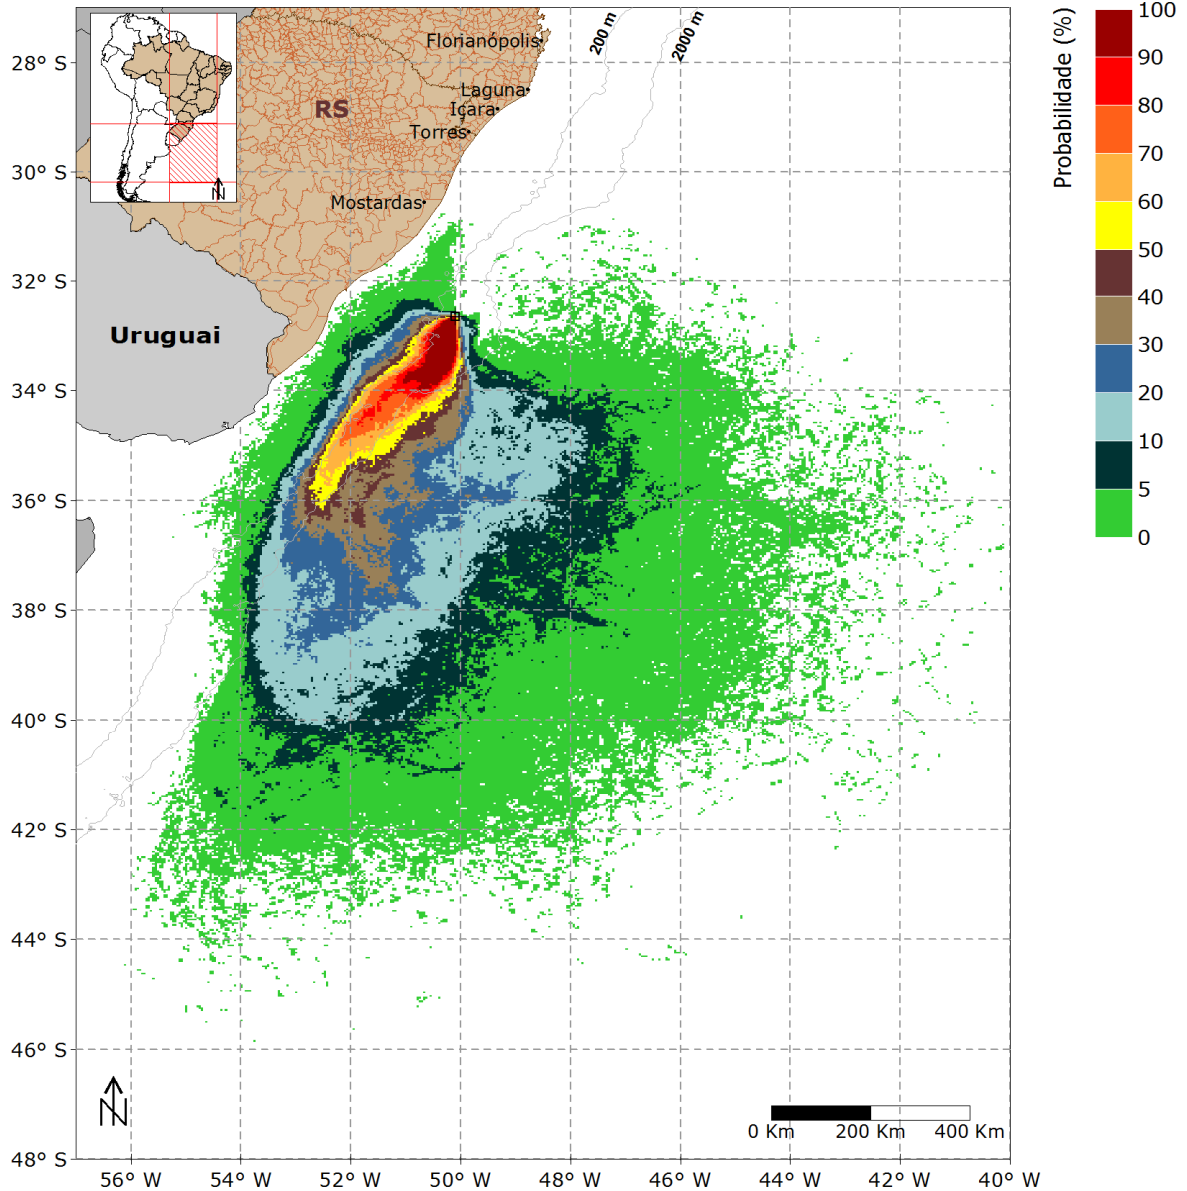 Florianópolis
Laguna
Içara
Torres
Mostardas
RS
Uruguai
200 m
2000 m
N
28° S
30° S
32° S
34° S
36° S
38° S
40° S
42° S
44° S
46° S
48° S
56° W
54° W
52° W
50° W
48° W
46° W
44° W
42° W
40° W
N
0 Km
200 Km
400 Km
Probabilidade (%)
100
90
80
70
60
50
40
30
20
10
5
0